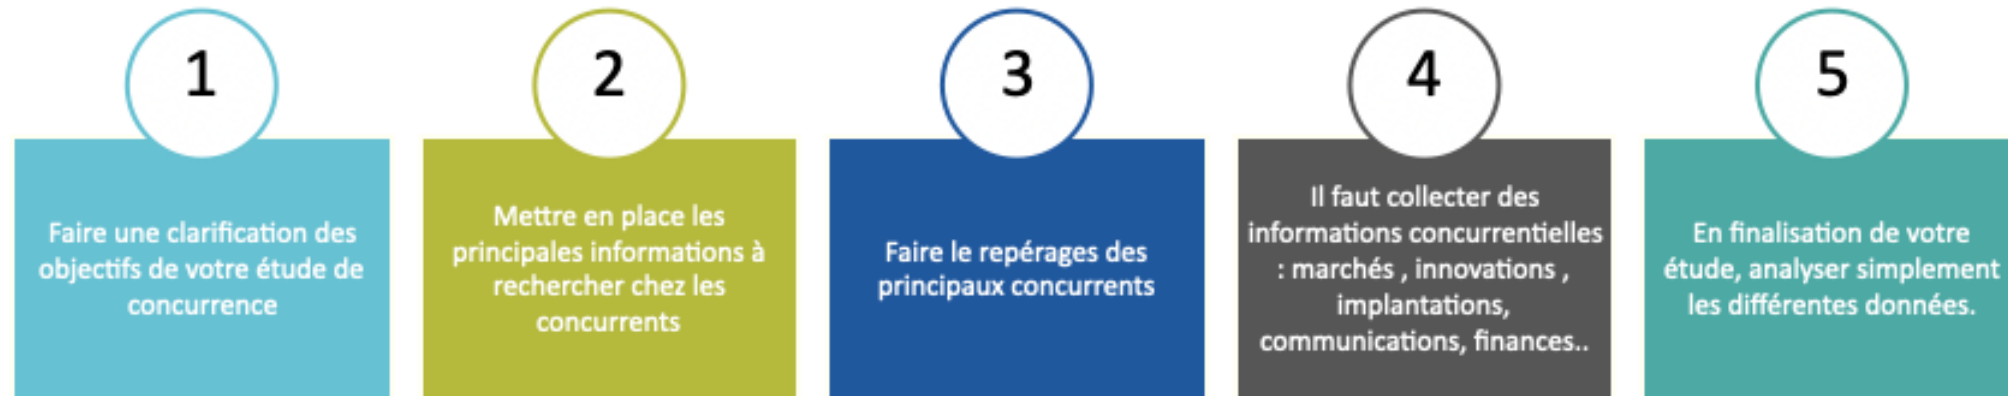 1
Faire une clarification des
objectifs de votre étude de
concurrence
2
Mettre en place les
principales informations à
rechercher chez les
concurrents
3
Faire le repérages des
principaux concurrents
4
Il faut collecter des
informations concurrentielles
: marchés , innovations ,
implantations,
communications, finances..
5
En finalisation de votre
étude, analyser simplement
les différentes données.